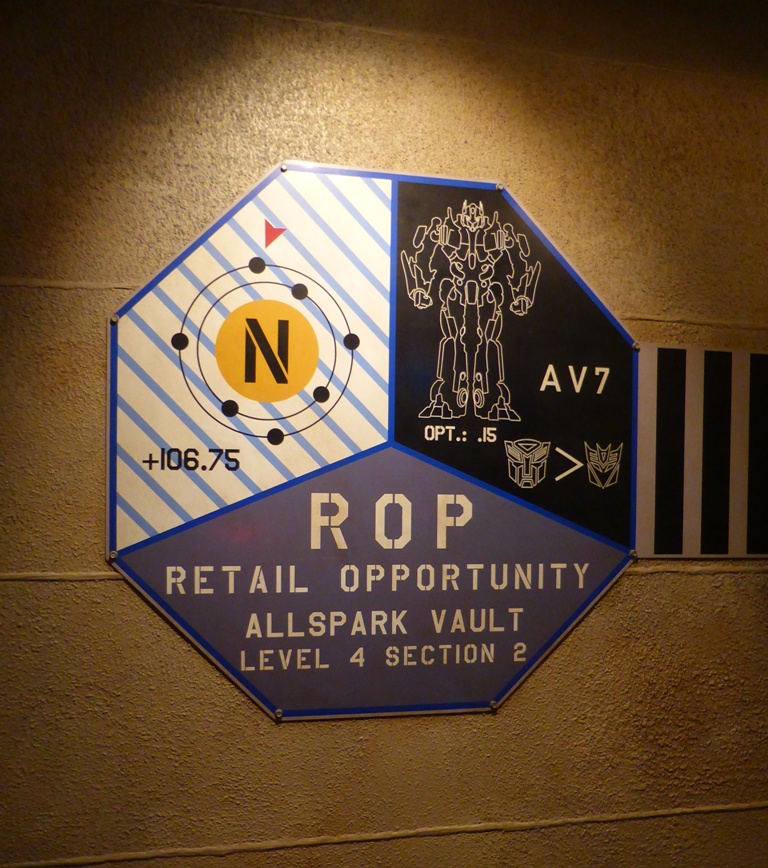 N
+106.75
AV7
OPT.: .15
>
ROP
RETAIL OPPORTUNITY
ALLSPARK VAULT
LEVEL 4 SECTION 2